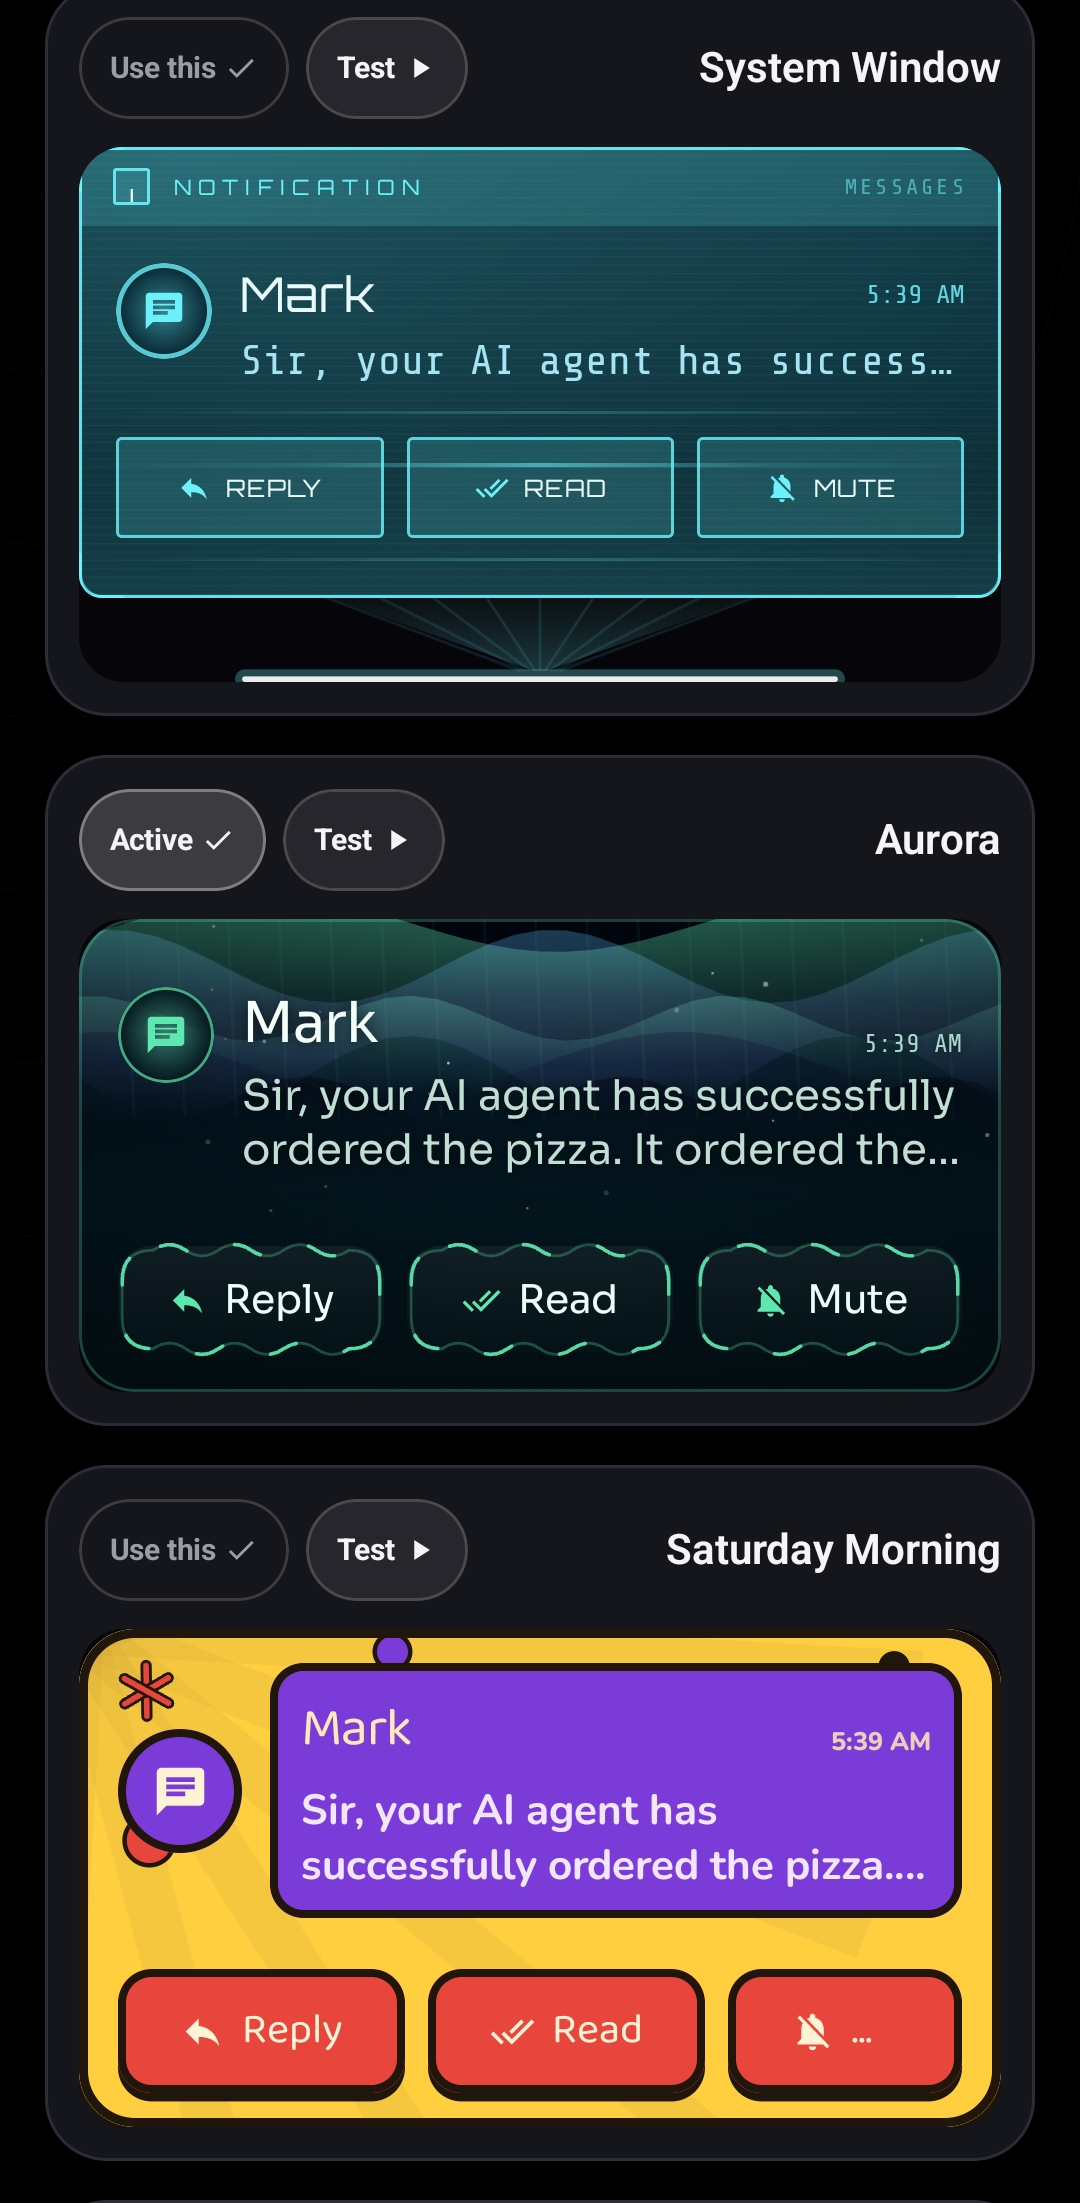 Use this
Test
System Window
NOTIFICATION
MESSAGES
Mark
5:39 AM
Sir, your AI agent has success…
REPLY
READ
MUTE
Active
Test
Aurora
Mark
5:39 AM
Sir, your AI agent has successfully
ordered the pizza. It ordered the...
Reply
Read
Mute
Use this
Test
Saturday Morning
Mark
5:39 AM
Sir, your AI agent has
successfully ordered the pizza....
Reply
Read
...